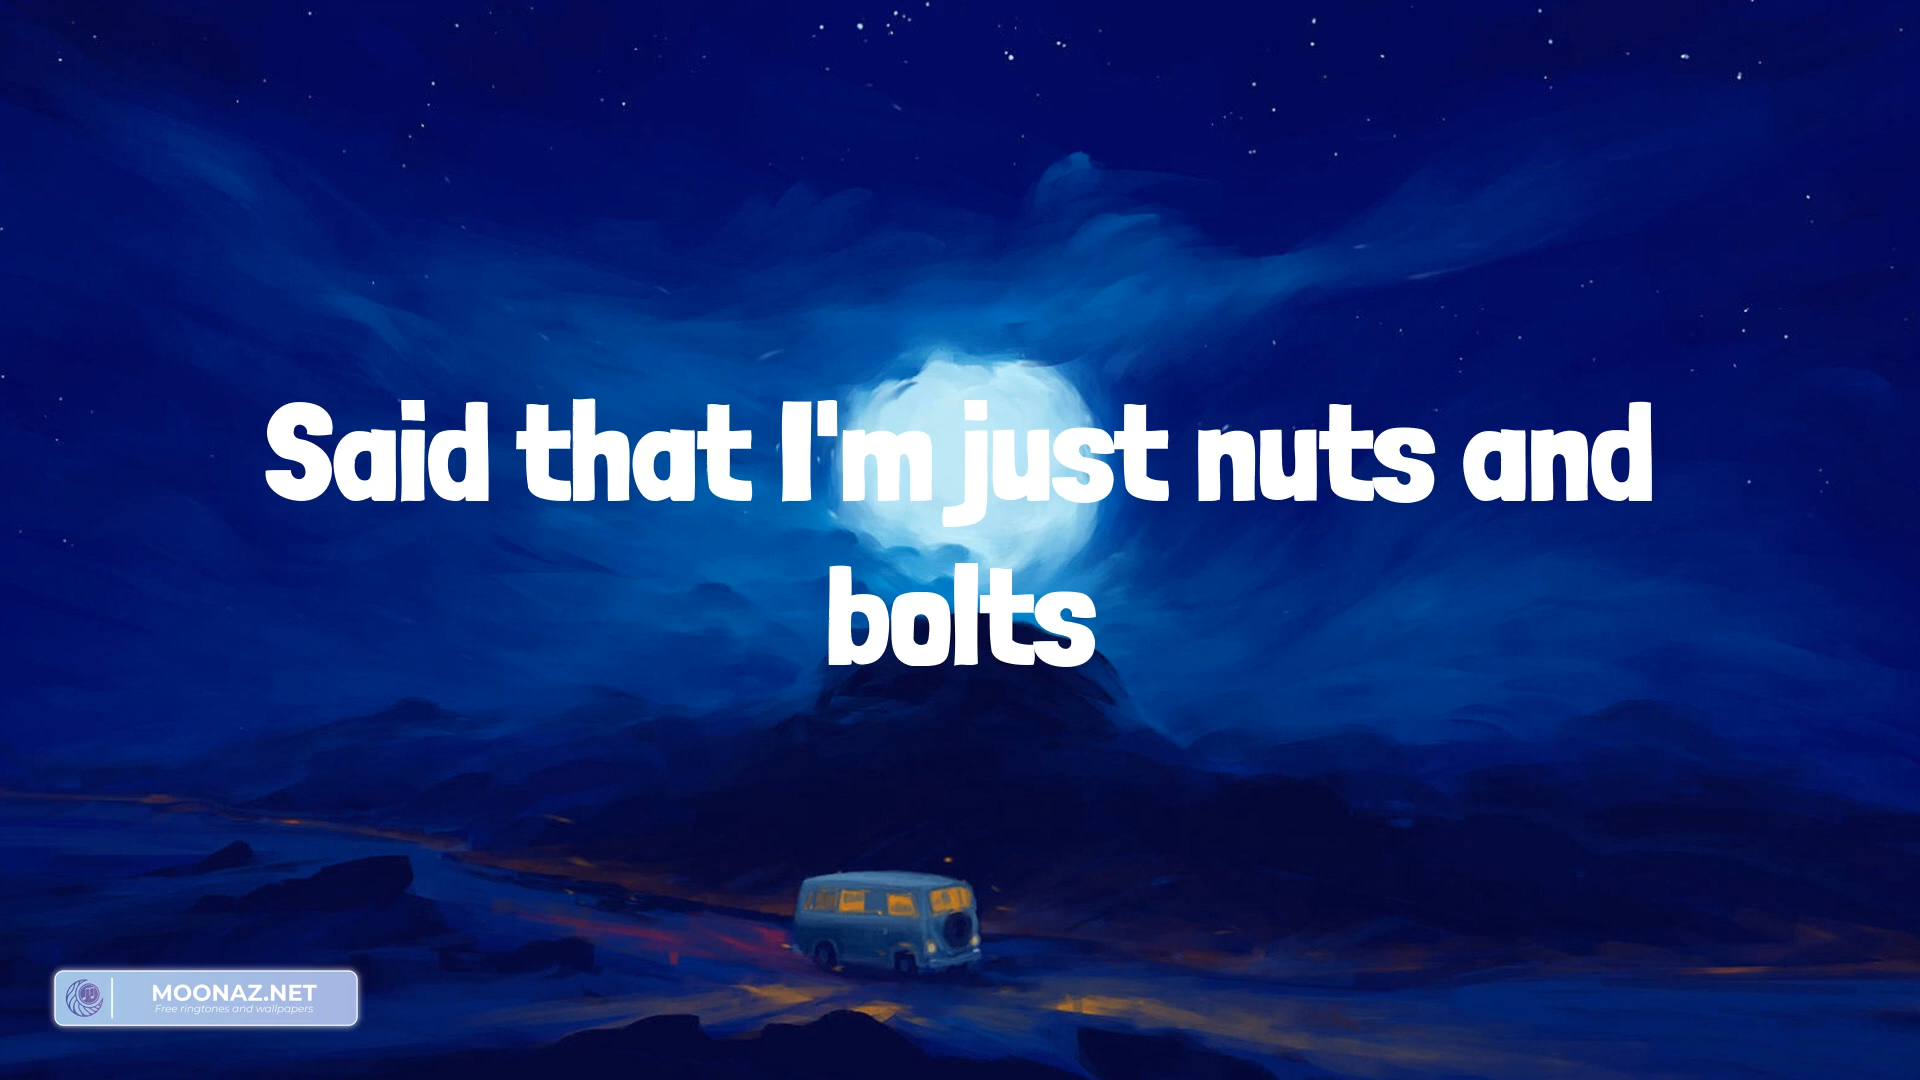 Said that I'm just nuts and
bolts
MOONAZ.NET
Free ringtones and wallpapers